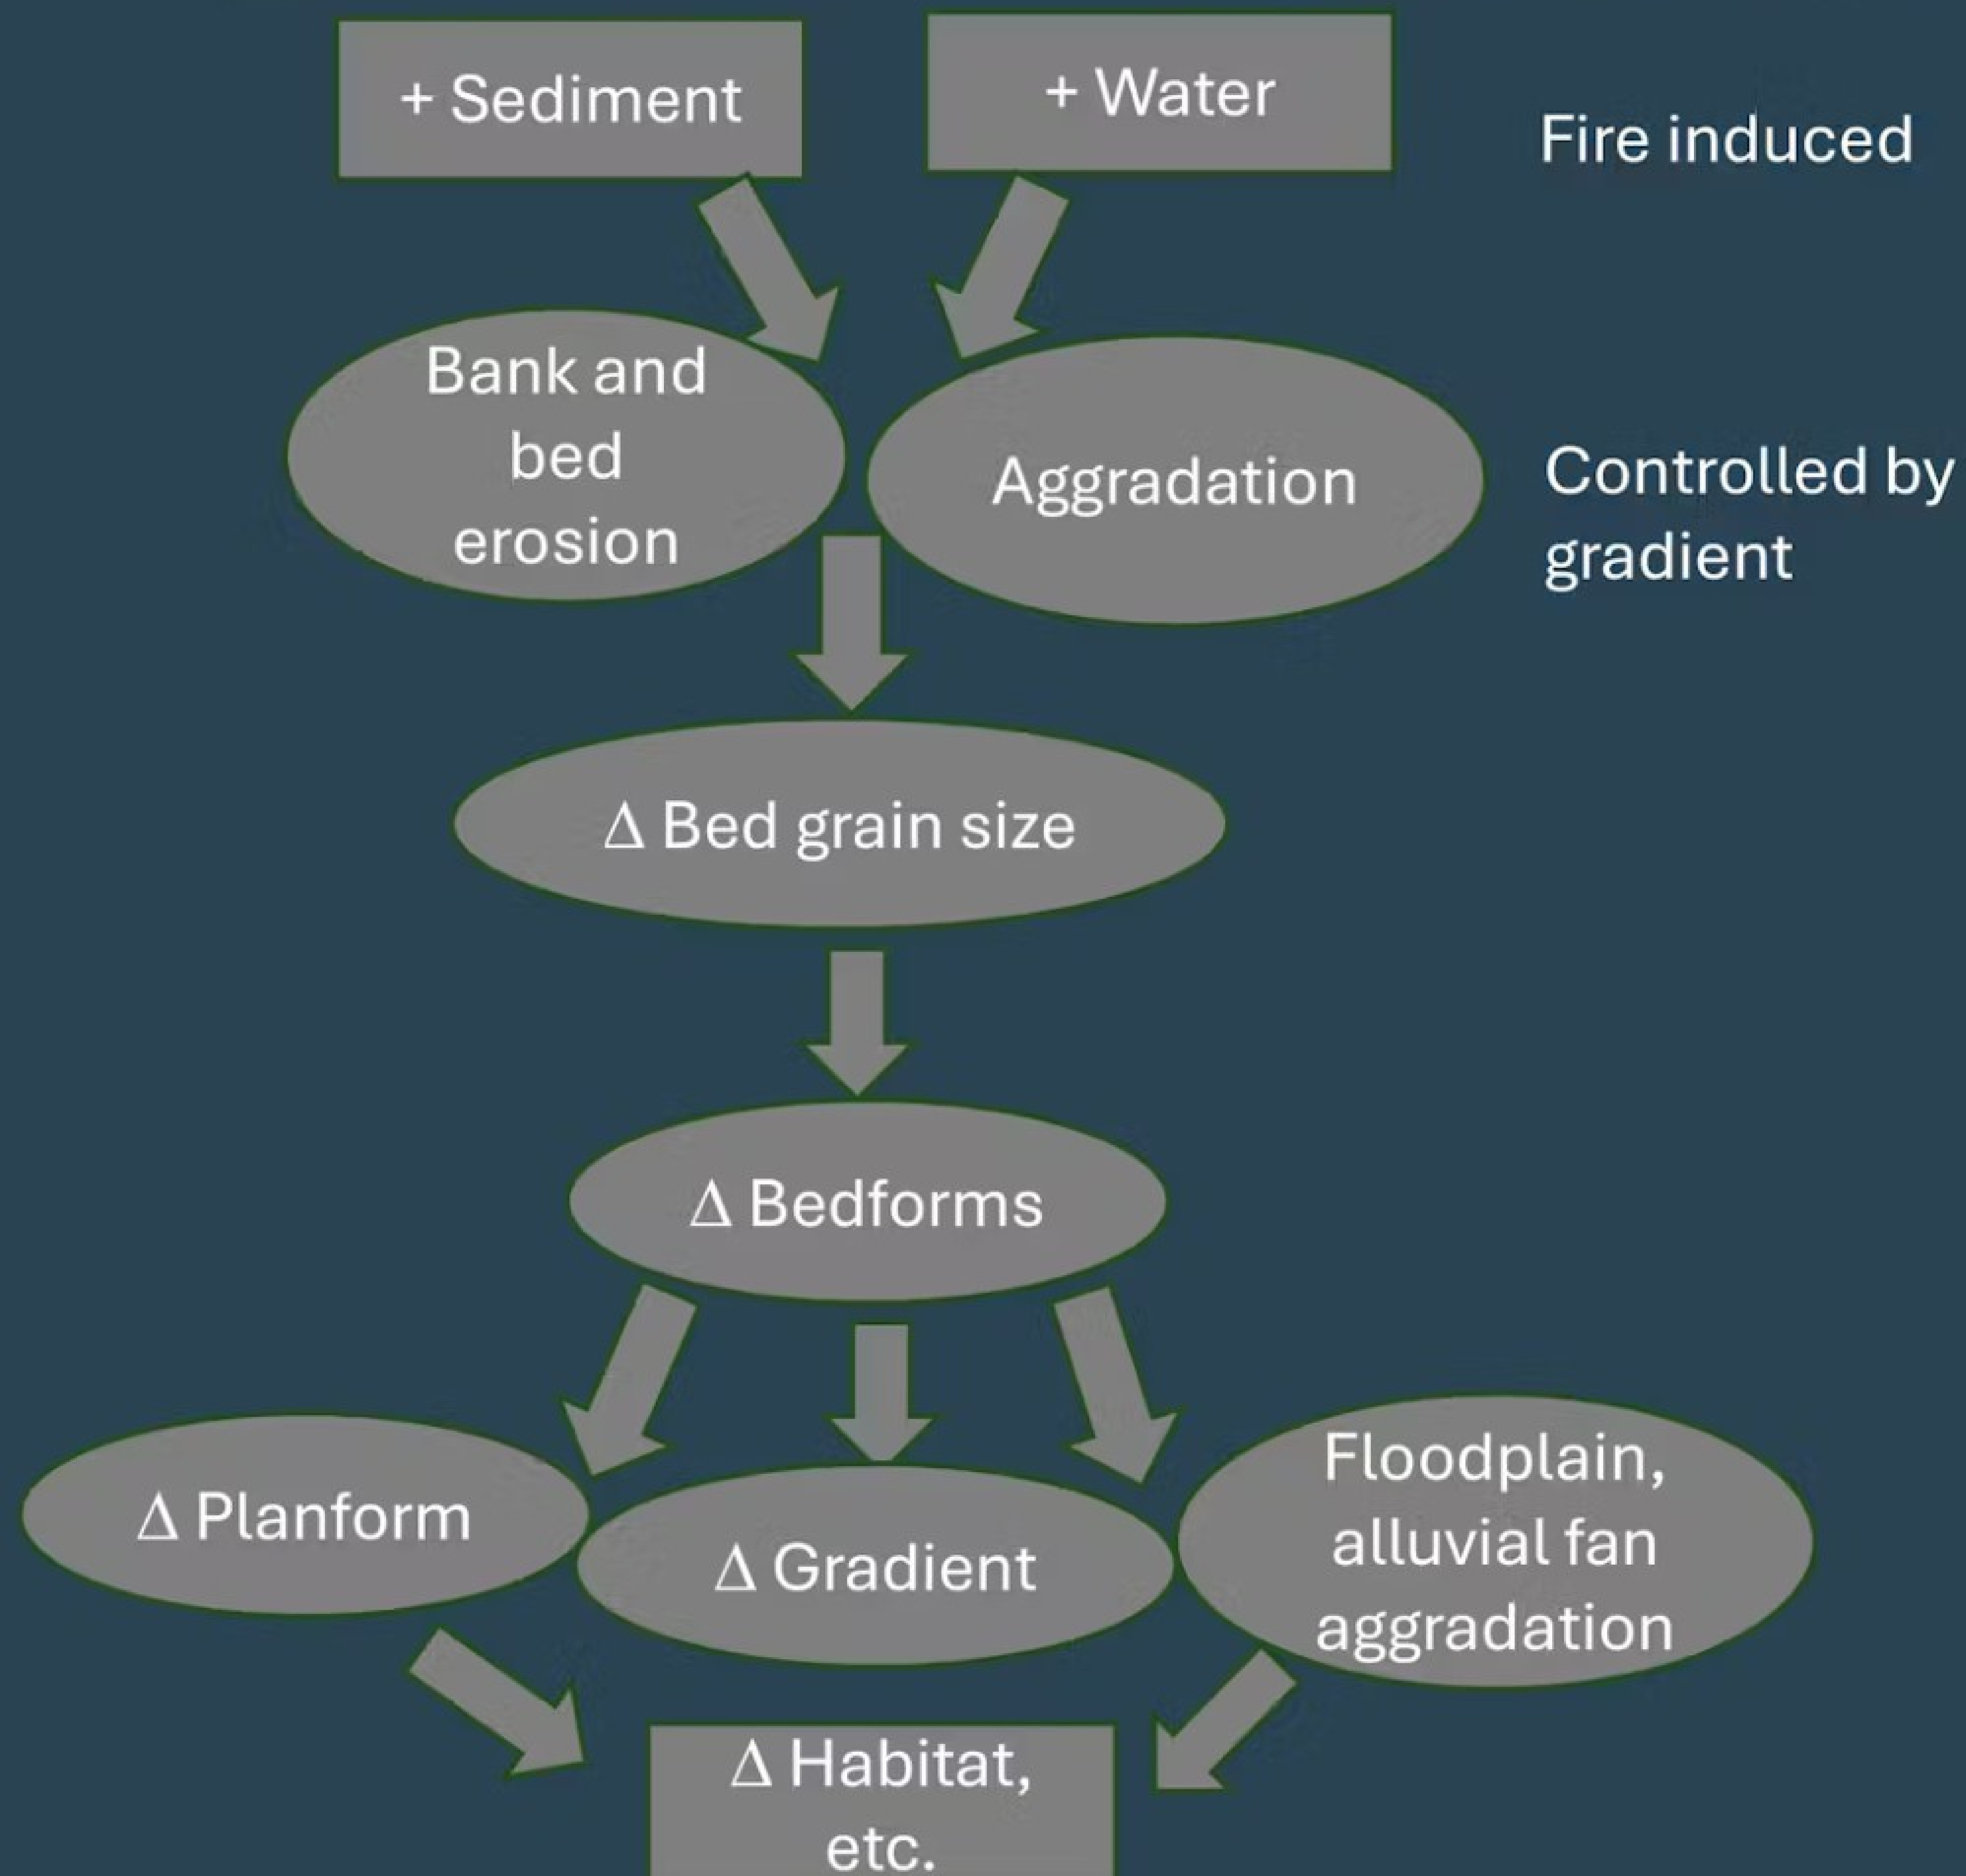 + Sediment
+ Water
Fire induced
Bank and
bed
erosion
Aggradation
Controlled by
gradient
Δ Bed grain size
Δ Bedforms
Δ Planform
Δ Gradient
Floodplain,
alluvial fan
aggradation
Δ Habitat,
etc.